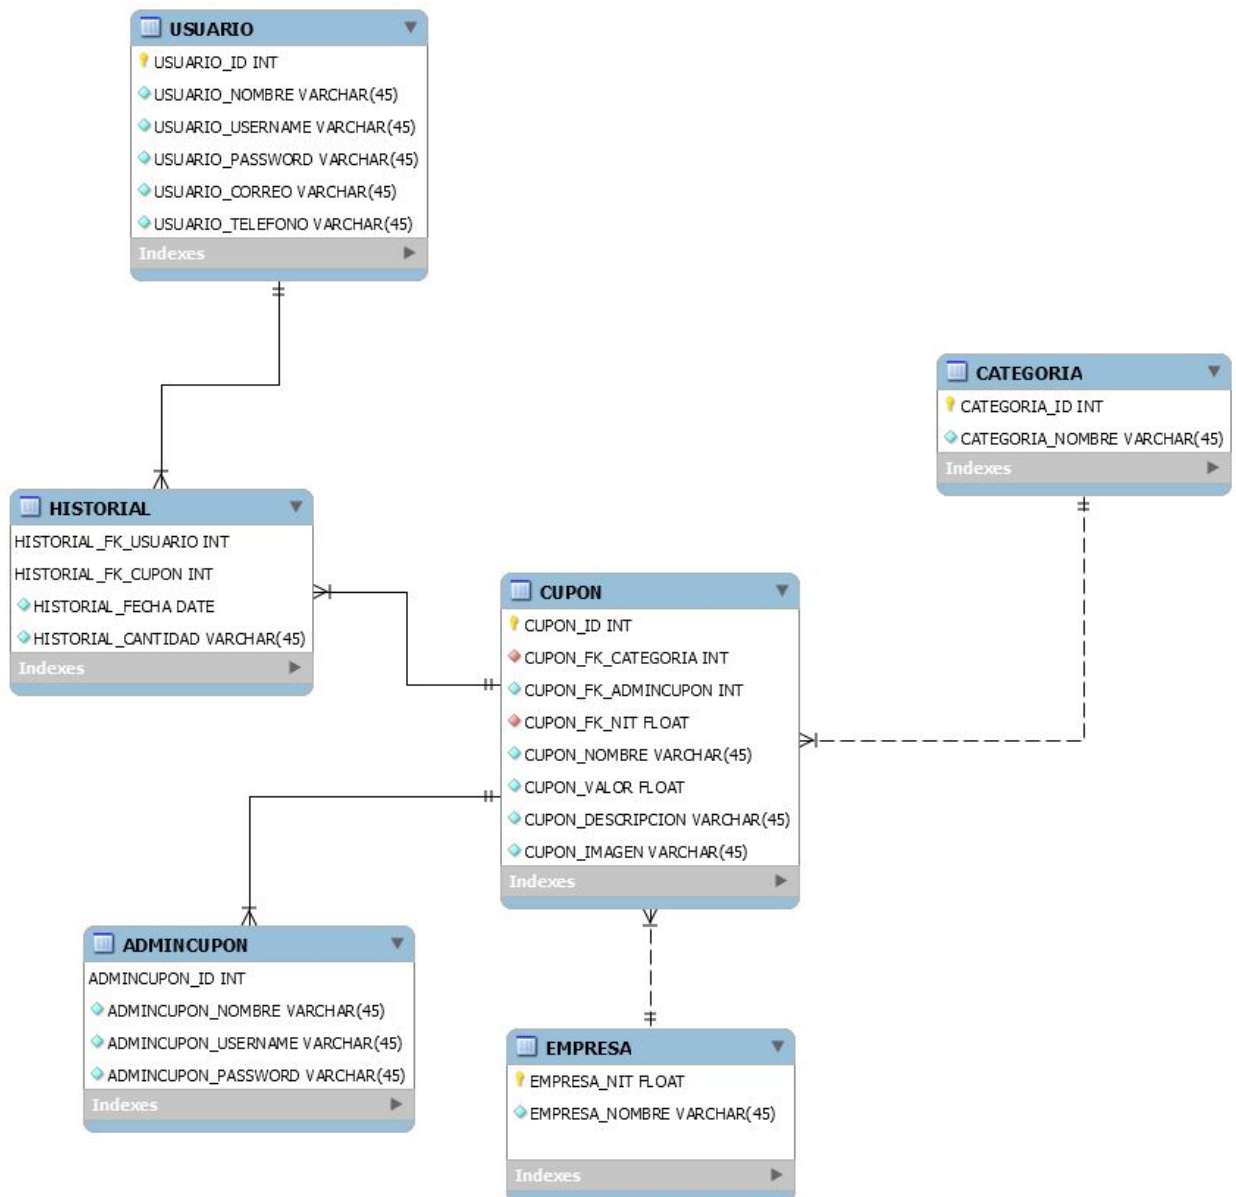 USUARIO
USUARIO_ID INT
USUARIO_NOMBRE VARCHAR(45)
USUARIO_USERNAME VARCHAR(45)
USUARIO_PASSWORD VARCHAR(45)
USUARIO_CORREO VARCHAR(45)
USUARIO_TELEFONO VARCHAR(45)
Indexes
CATEGORIA
CATEGORIA_ID INT
CATEGORIA_NOMBRE VARCHAR(45)
Indexes
HISTORIAL
HISTORIAL_FK_USUARIO INT
HISTORIAL_FK_CUPON INT
HISTORIAL_FECHA DATE
HISTORIAL_CANTIDAD VARCHAR(45)
Indexes
CUPON
CUPON_ID INT
CUPON_FK_CATEGORIA INT
CUPON_FK_ADMINCUPON INT
CUPON_FK_NIT FLOAT
CUPON_NOMBRE VARCHAR(45)
CUPON_VALOR FLOAT
CUPON_DESCRIPCION VARCHAR(45)
CUPON_IMAGEN VARCHAR(45)
Indexes
ADMINCUPON
ADMINCUPON_ID INT
ADMINCUPON_NOMBRE VARCHAR(45)
ADMINCUPON_USERNAME VARCHAR(45)
ADMINCUPON_PASSWORD VARCHAR(45)
Indexes
EMPRESA
EMPRESA_NIT FLOAT
EMPRESA_NOMBRE VARCHAR(45)
Indexes